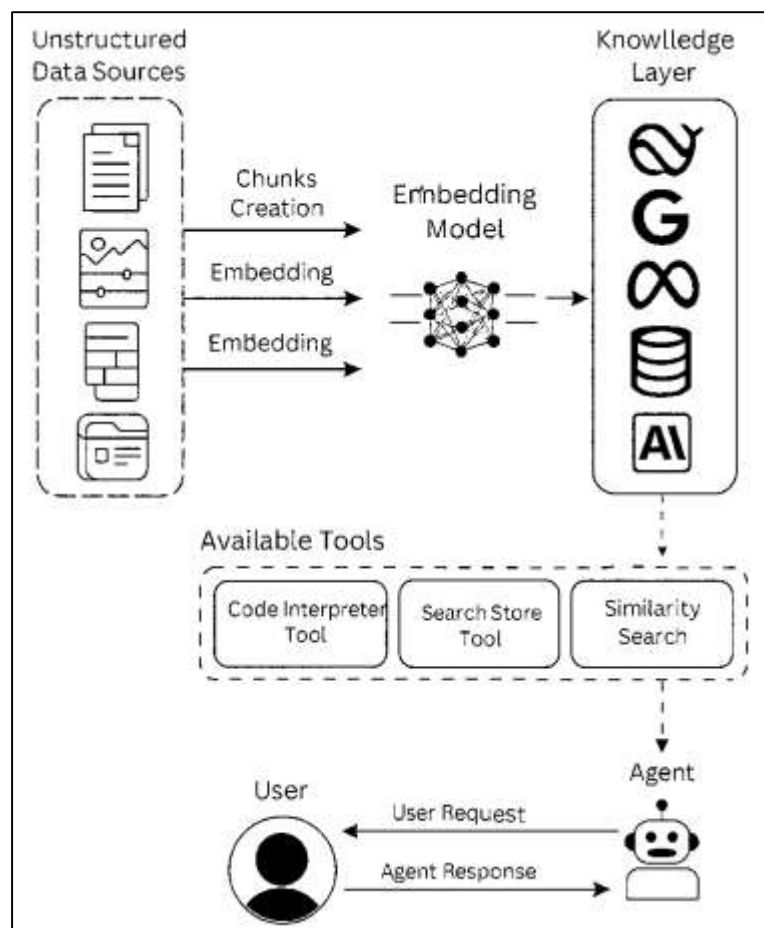 Unstructured
Data Sources
Knowlledge
Layer
Chunks
Creation
Embedding
Embedding
Embedding
Model
G
A\
Available Tools
Code Interpreter
Tool
Search Store
Tool
Similarity
Search
Agent
User
User Request
Agent Response